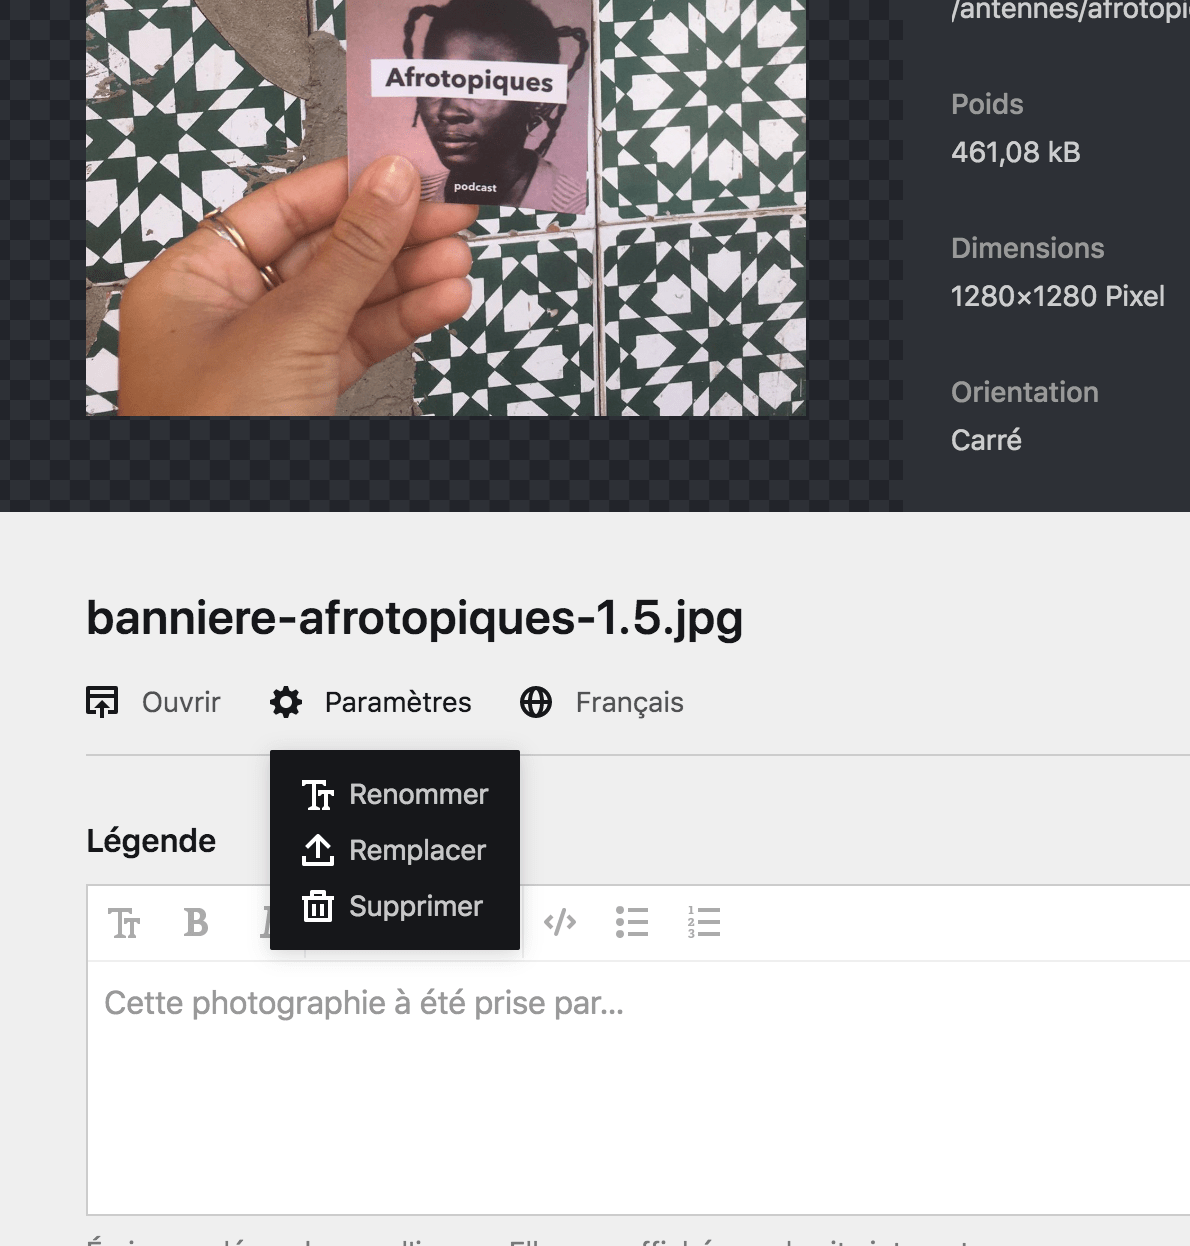 /antennes/afrotopi
Afrotopiques
podcast
Poids
461,08 kB
Dimensions
1280×1280 Pixel
Orientation
Carré
banniere-afrotopiques-1.5.jpg
Ouvrir
Paramètres
Français
Renommer
Remplacer
Supprimer
Légende
Cette photographie à été prise par...